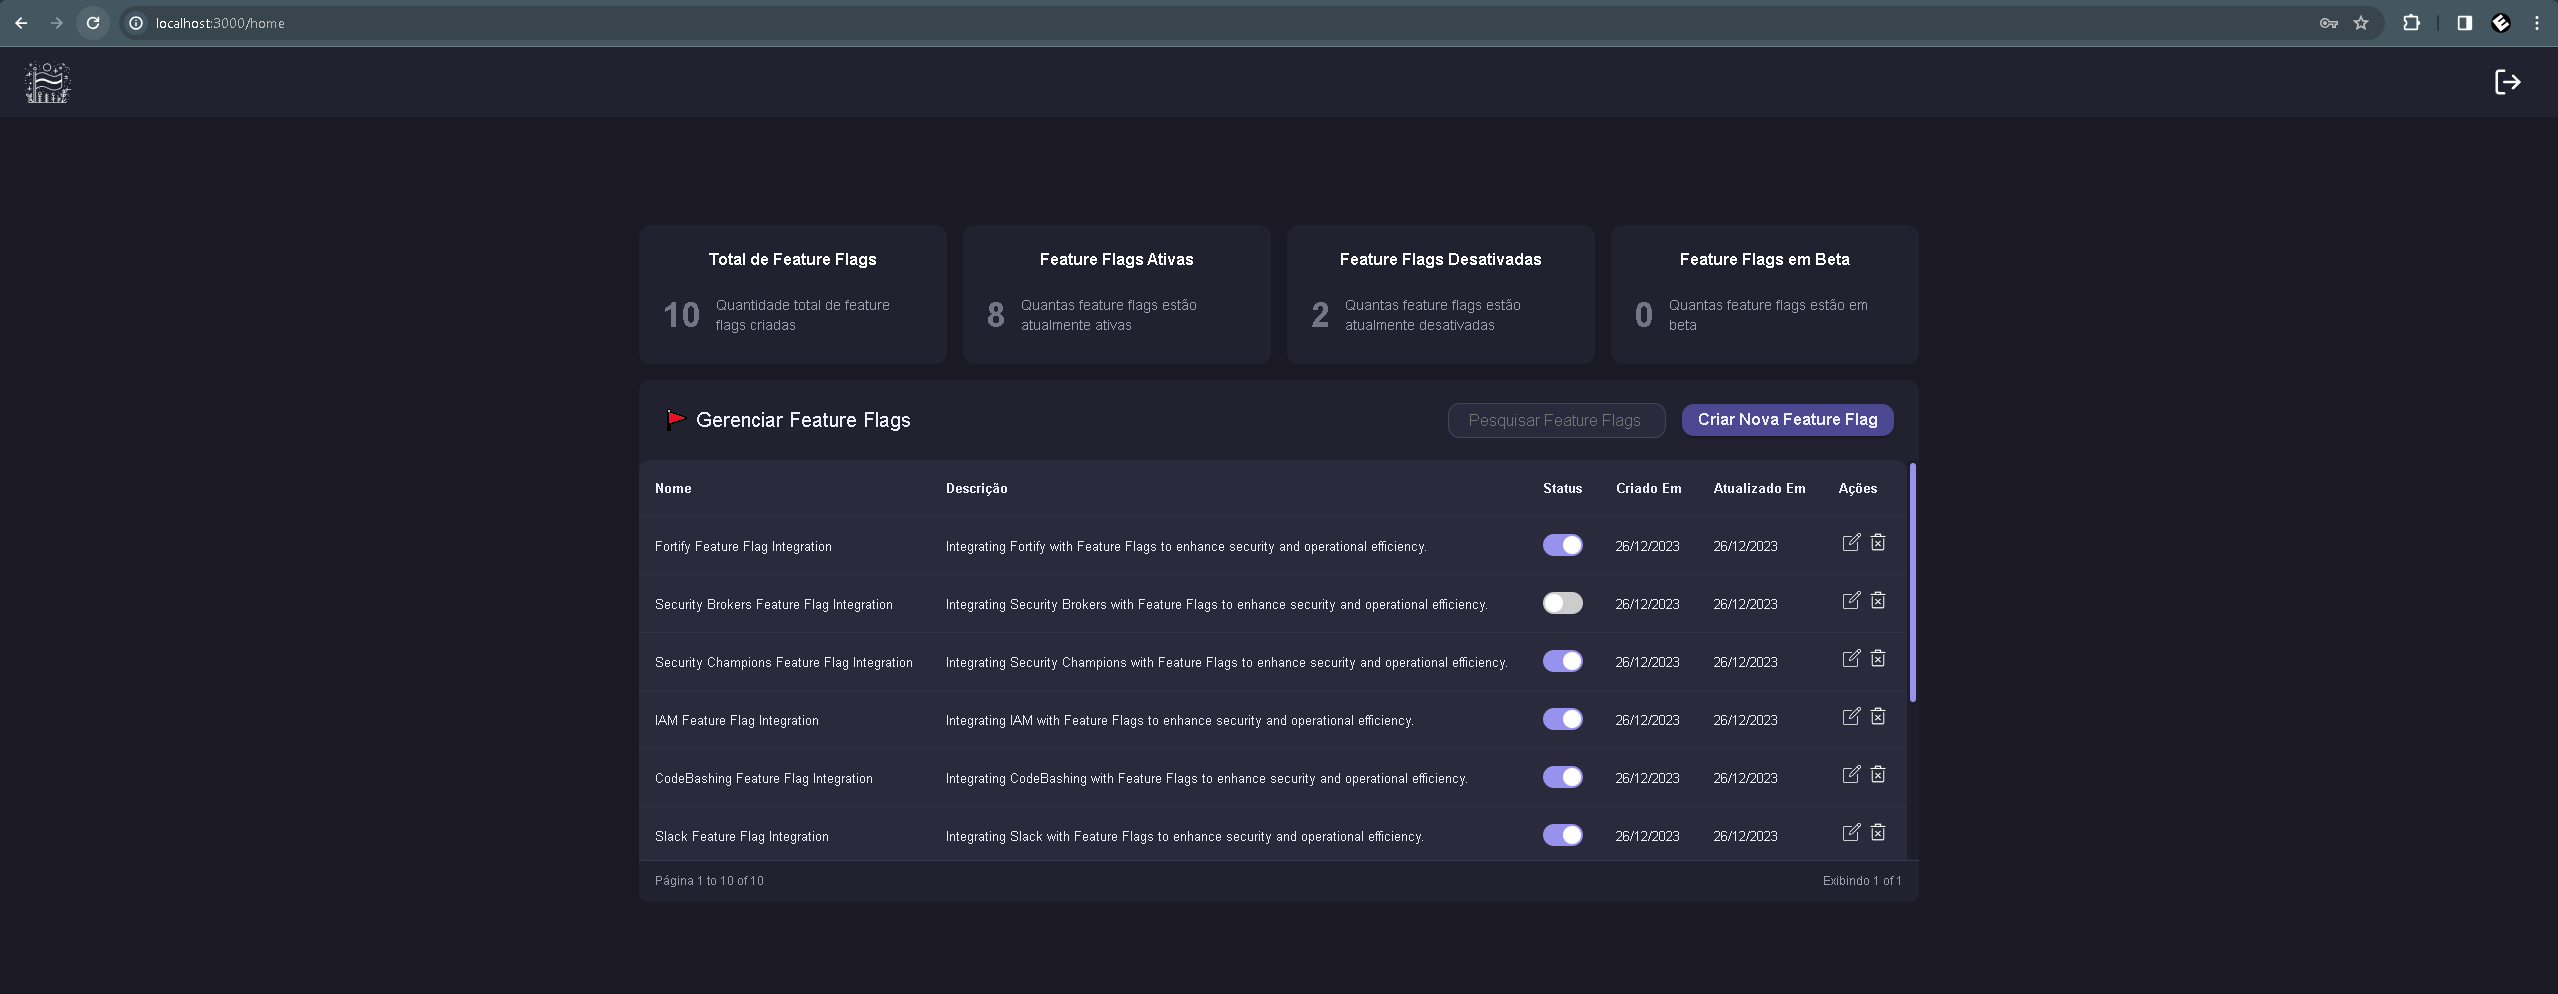 localhost:3000/home
Total de Feature Flags
10
Quantidade total de feature
flags criadas
Feature Flags Ativas
8
Quantas feature flags estão
atualmente ativas
Feature Flags Desativadas
2
Quantas feature flags estão
atualmente desativadas
Feature Flags em Beta
0
Quantas feature flags estão em
beta
Gerenciar Feature Flags
Pesquisar Feature Flags
Criar Nova Feature Flag
Nome Descrição Status Criado Em Atualizado Em Ações
Fortify Feature Flag Integration Integrating Fortify with Feature Flags to enhance security and operational efficiency. 26/12/2023 26/12/2023
Security Brokers Feature Flag Integration Integrating Security Brokers with Feature Flags to enhance security and operational efficiency. 26/12/2023 26/12/2023
Security Champions Feature Flag Integration Integrating Security Champions with Feature Flags to enhance security and operational efficiency. 26/12/2023 26/12/2023
IAM Feature Flag Integration Integrating IAM with Feature Flags to enhance security and operational efficiency. 26/12/2023 26/12/2023
CodeBashing Feature Flag Integration Integrating CodeBashing with Feature Flags to enhance security and operational efficiency. 26/12/2023 26/12/2023
Slack Feature Flag Integration Integrating Slack with Feature Flags to enhance security and operational efficiency. 26/12/2023 26/12/2023
Página 1 to 10 of 10
Exibindo 1 of 1